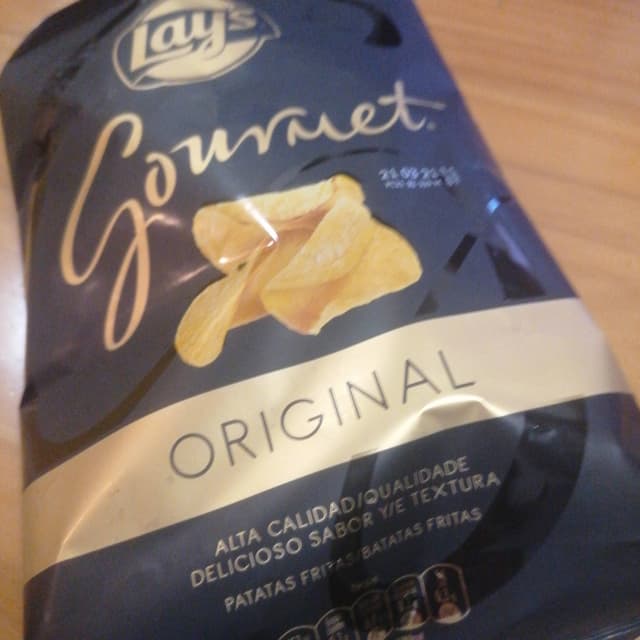 Lay's
Gourmet
ORIGINAL
ALTA CALIDAD/QUALIDADE
DELICIOSO SABOR Y/E TEXTURA
PATATAS FRITAS/BATATAS FRITAS